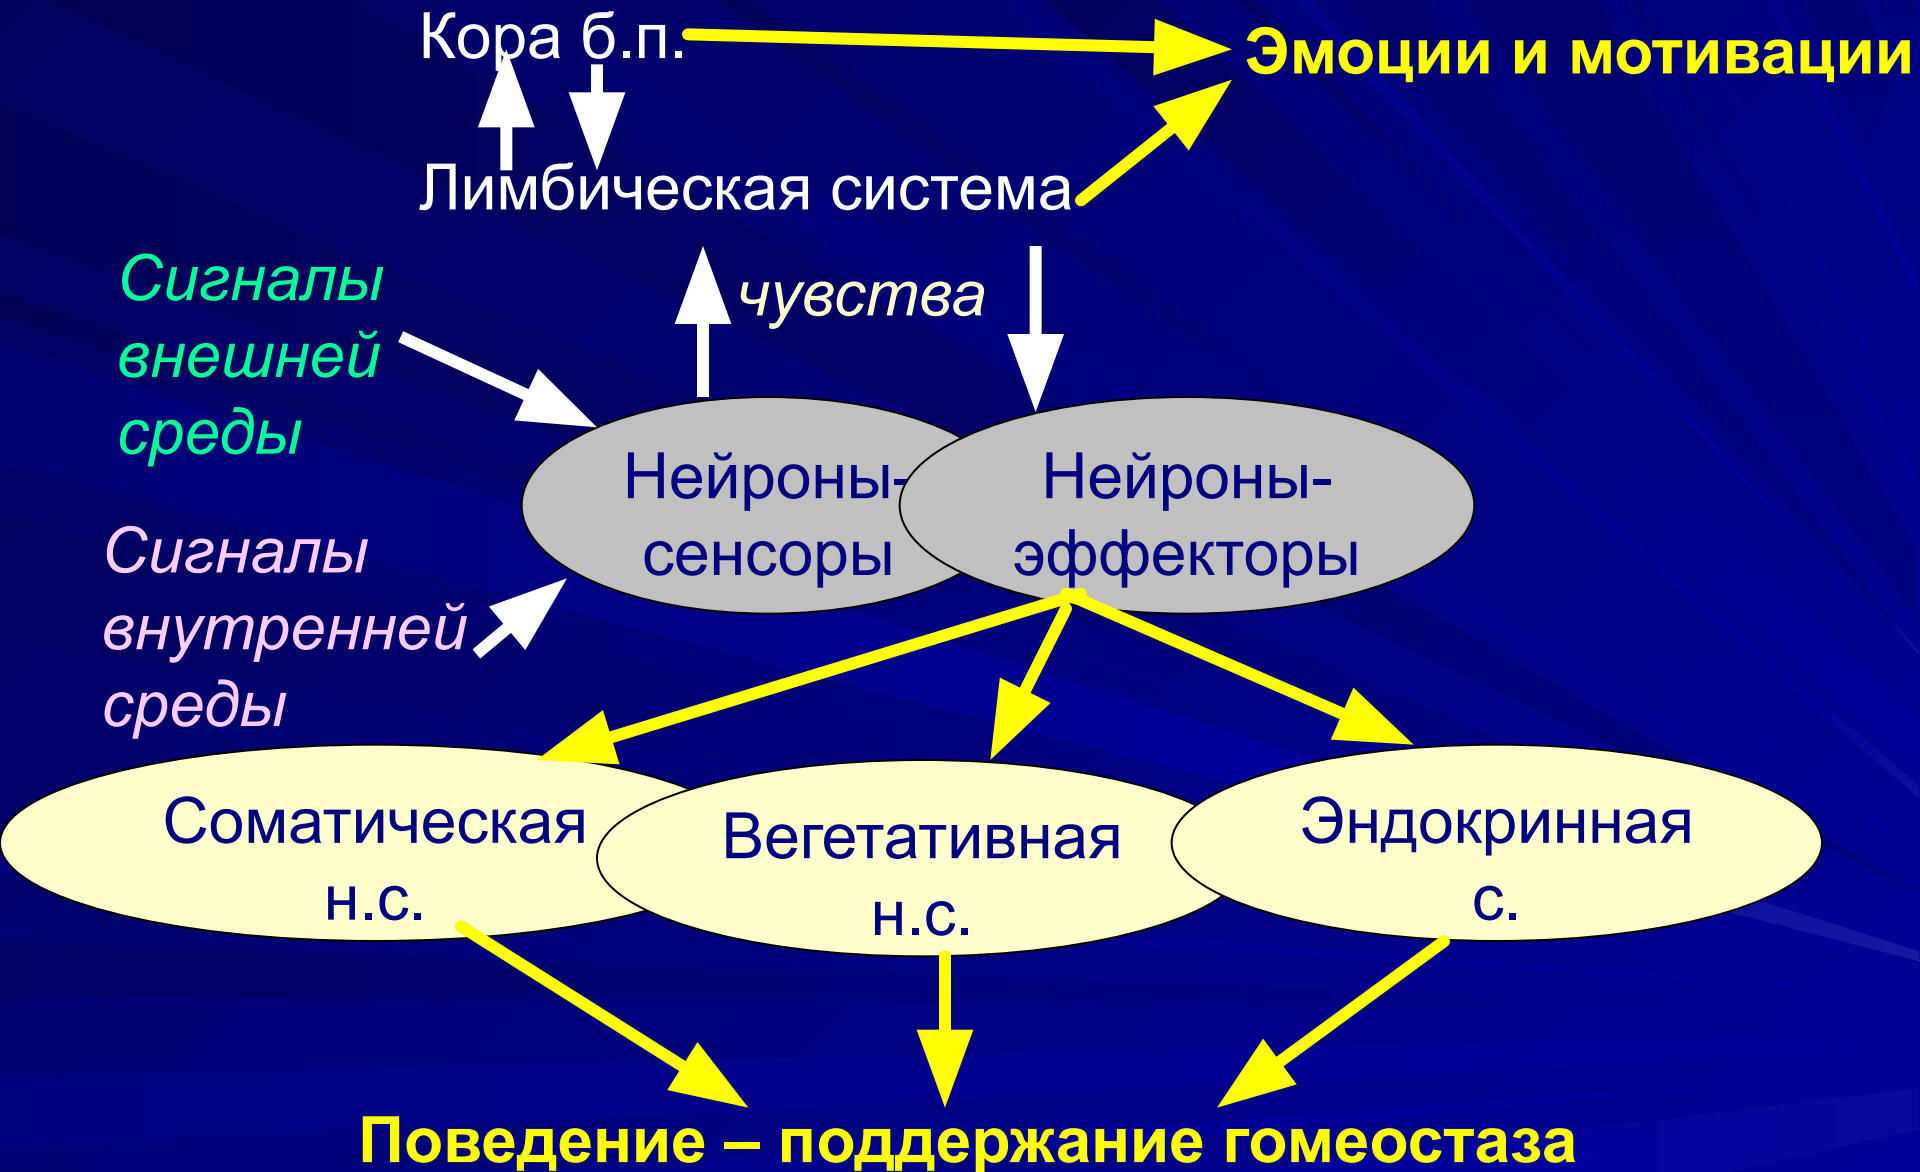 Кора б.п.
Эмоции и мотивации
Лимбическая система
Сигналы
внешней
среды
чувства
Нейроны-
сенсоры
Нейроны-
эффекторы
Сигналы
внутренней
среды
Соматическая
н.с.
Вегетативная
н.с.
Эндокринная
с.
Поведение – поддержание гомеостаза